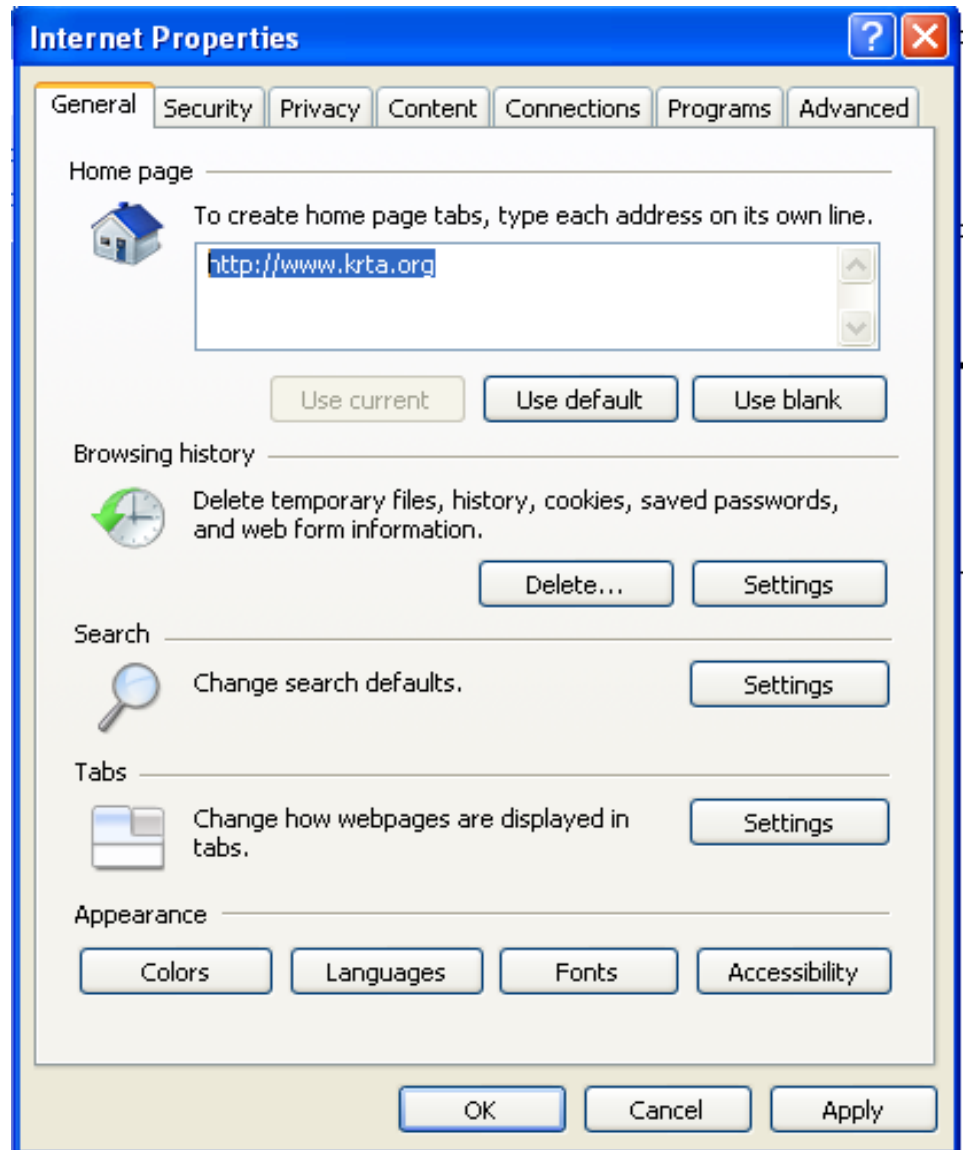 Internet Properties
General Security Privacy Content Connections Programs Advanced
Home page
To create home page tabs, type each address on its own line.
http://www.krta.org
Use current Use default Use blank
Browsing history
Delete temporary files, history, cookies, saved passwords,
and web form information.
Delete... Settings
Search
Change search defaults. Settings
Tabs
Change how webpages are displayed in
tabs.
Settings
Appearance
Colors Languages Fonts Accessibility
OK Cancel Apply